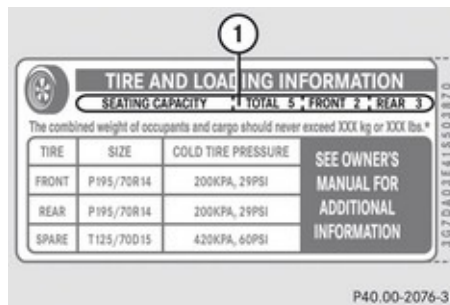 1
TIRE AND LOADING INFORMATION
SEATING CAPACITY TOTAL 5 FRONT 2 REAR 3
The combined weight of occupants and cargo should never exceed XXX kg or XXX lbs.*
TIRE SIZE COLD TIRE PRESSURE SEE OWNER'S MANUAL FOR ADDITIONAL INFORMATION
FRONT P195/70R14 200KPA, 29PSI
REAR P195/70R14 200KPA, 29PSI
SPARE T125/70D15 420KPA, 60PSI
3G7DA03E41S503870
P40.00-2076-3